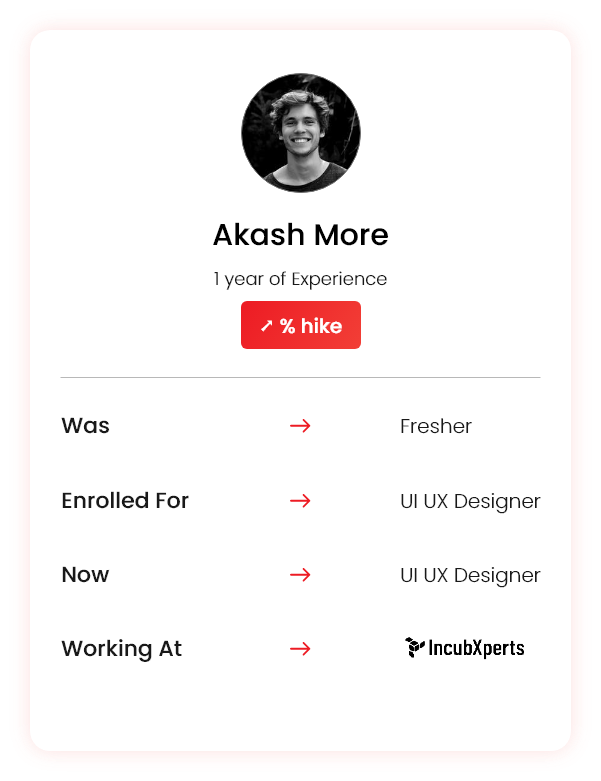 Akash More
1 year of Experience
% hike
Was → Fresher
Enrolled For → UI UX Designer
Now → UI UX Designer
Working At → IncubXperts